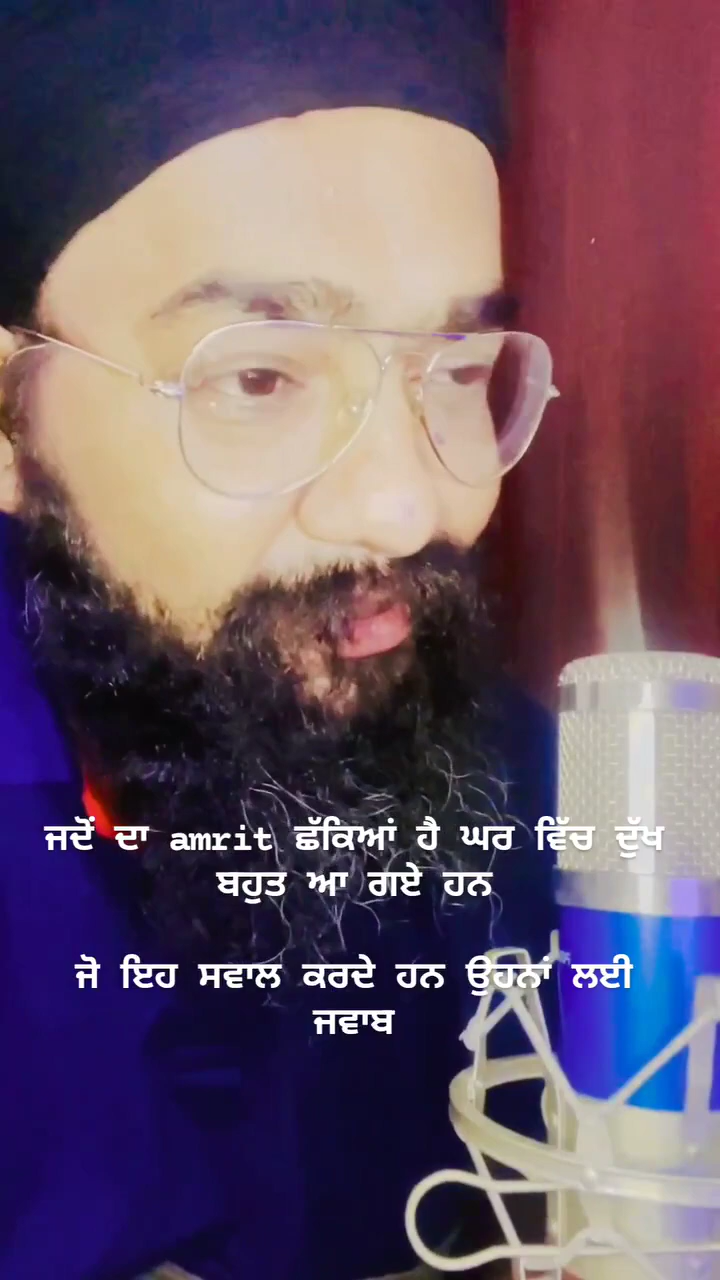 ਜਦੋਂ ਦਾ amrit ਛੱਕਿਆਂ ਹੈ ਘਰ ਵਿੱਚ ਦੁੱਖ
ਬਹੁਤ ਆ ਗਏ ਹਨ
ਜੋ ਇਹ ਸਵਾਲ ਕਰਦੇ ਹਨ ਉਹਨਾਂ ਲਈ
ਜਵਾਬ